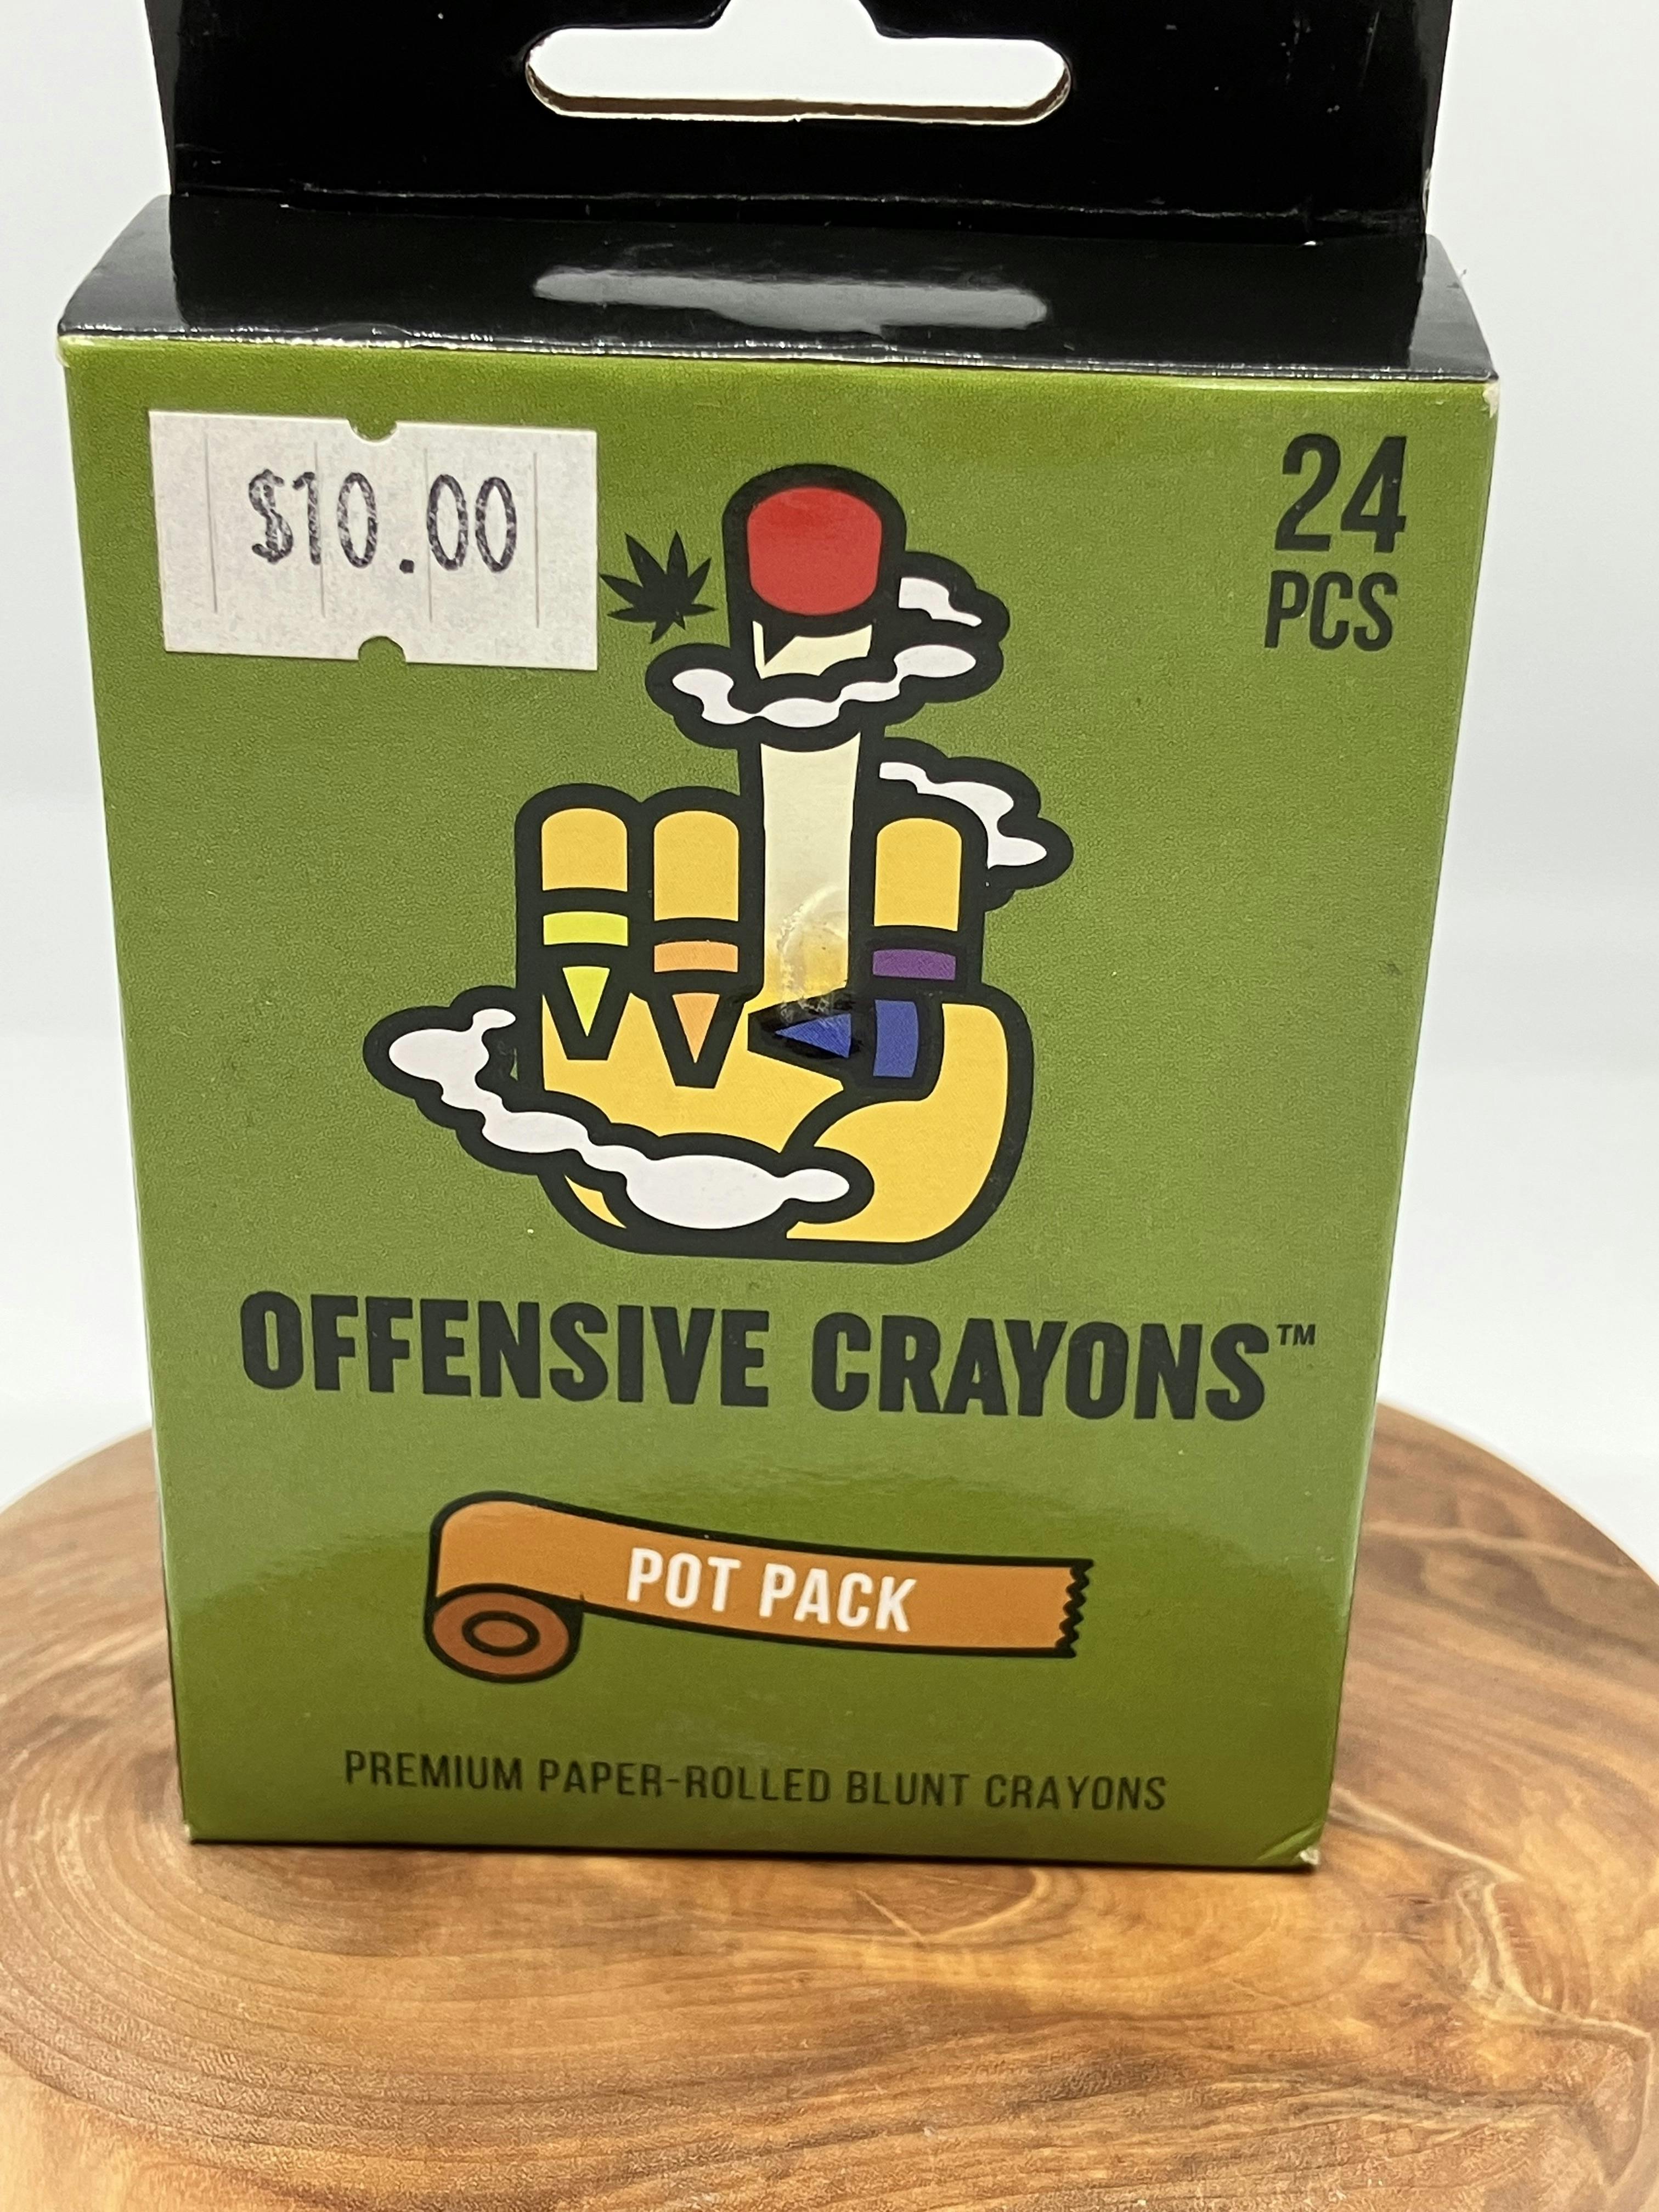 $10.00
24
PCS
OFFENSIVE CRAYONS™
POT PACK
PREMIUM PAPER-ROLLED BLUNT CRAYONS